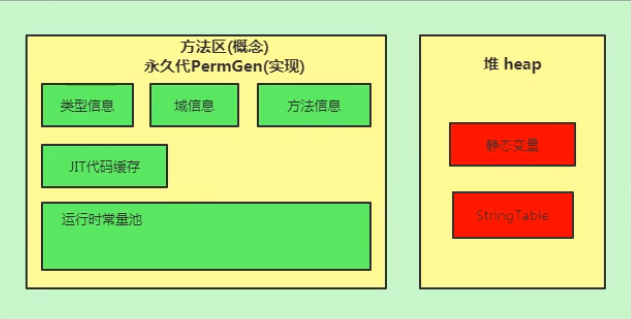 方法区(概念)
永久代PermGen(实现)
类型信息
域信息
方法信息
JIT代码缓存
运行时常量池
堆 heap
静态变量
StringTable